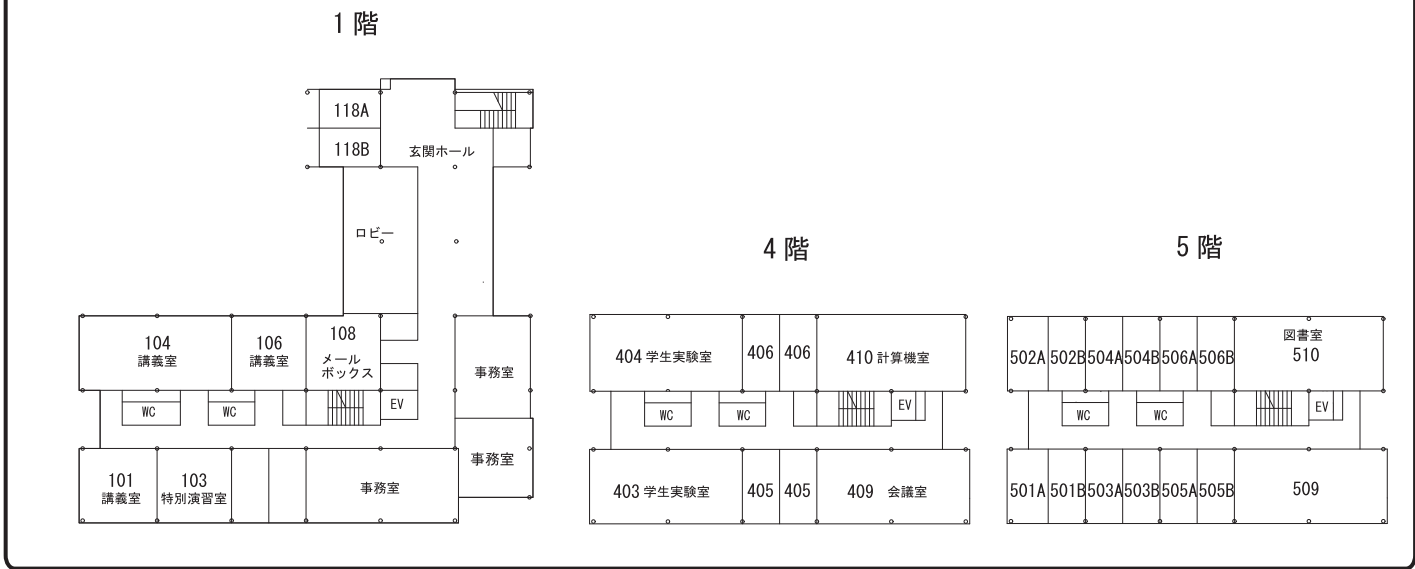 1階
118A
118B
玄関ホール
ロビー
104
講義室
106
講義室
108
メール
ボックス
事務室
WC
WC
EV
事務室
101
講義室
103
特別演習室
事務室
4階
404 学生実験室
406
406
410 計算機室
WC
WC
EV
403 学生実験室
405
405
409 会議室
5階
502A
502B
504A
504B
506A
506B
図書室
510
WC
WC
EV
501A
501B
503A
503B
505A
505B
509